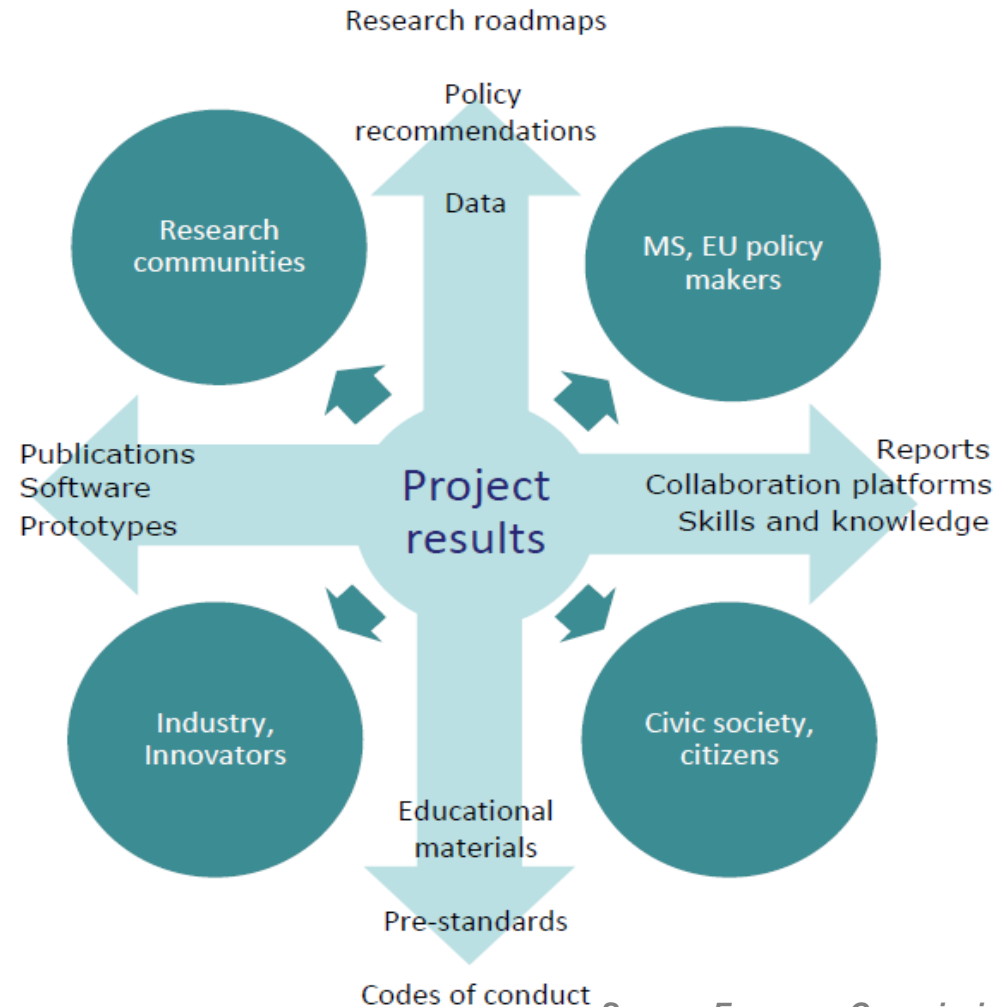 Research roadmaps
Policy
recommendations
Data
Research
communities
MS, EU policy
makers
Publications
Software
Prototypes
Project
results
Reports
Collaboration platforms
Skills and knowledge
Industry,
Innovators
Civic society,
citizens
Educational
materials
Pre-standards
Codes of conduct